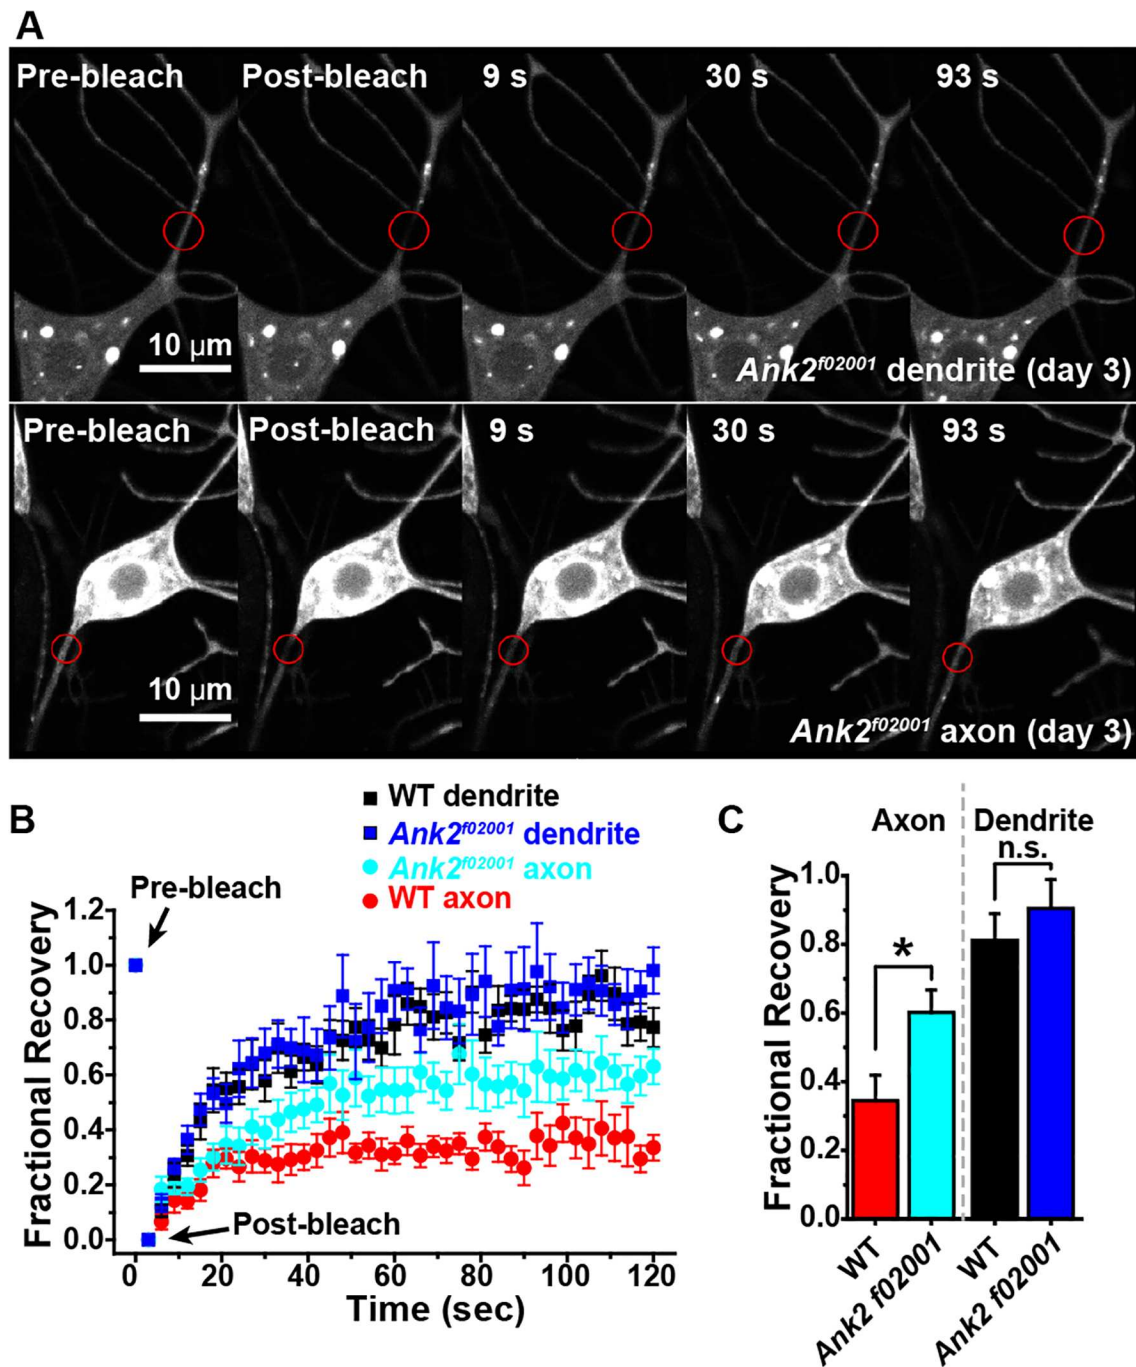 A
Pre-bleach Post-bleach 9 s 30 s 93 s
10 µm
Ank2f02001 dendrite (day 3)
Pre-bleach Post-bleach 9 s 30 s 93 s
10 µm
Ank2f02001 axon (day 3)
B
WT dendrite
Ank2f02001 dendrite
Ank2f02001 axon
WT axon
Pre-bleach
Post-bleach
Fractional Recovery
1.2
1.0
0.8
0.6
0.4
0.2
0.0
0 20 40 60 80 100 120
Time (sec)
C
Axon Dendrite
n.s.
*
Fractional Recovery
1.0
0.8
0.6
0.4
0.2
0.0
WT
Ank2 f02001
WT
Ank2 f02001